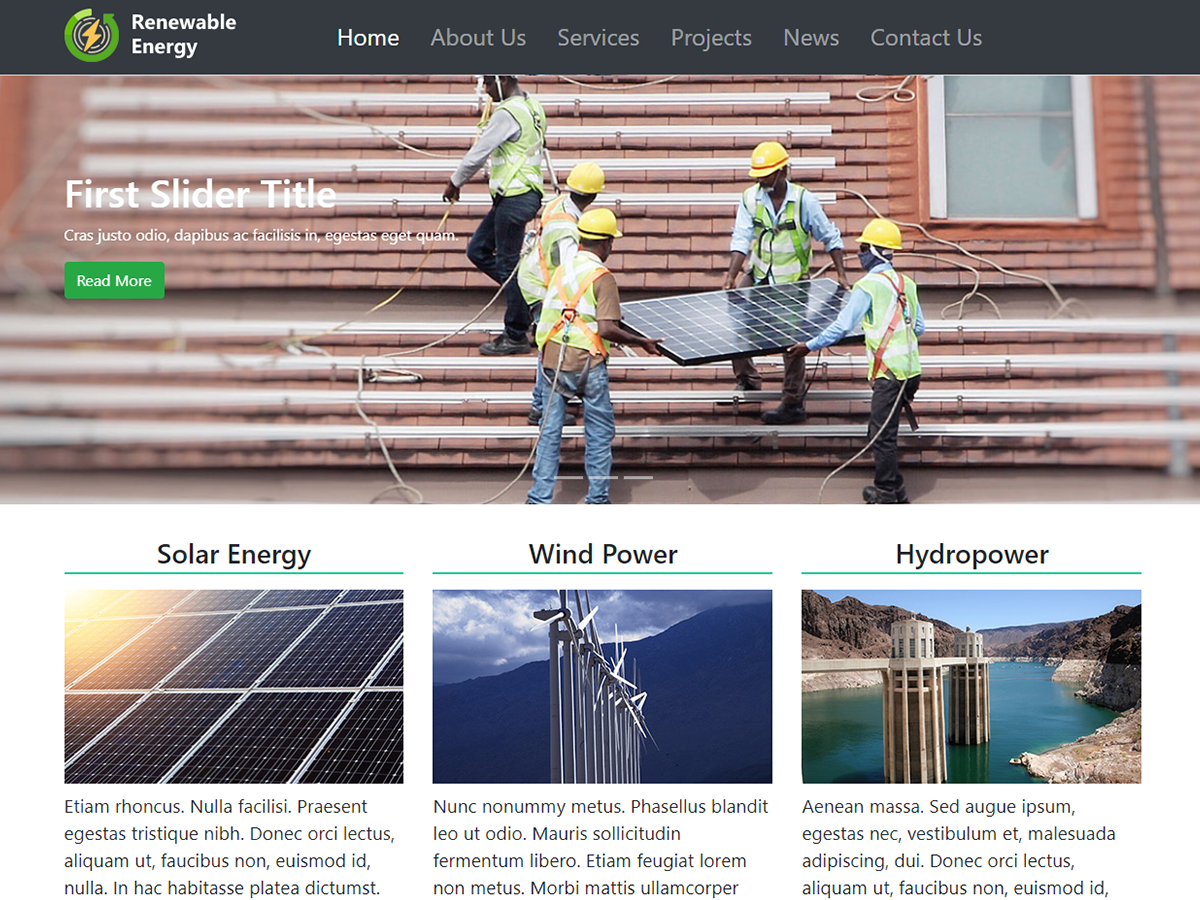 Renewable
Energy
Home About Us Services Projects News Contact Us
First Slider Title
Cras justo odio, dapibus ac facilisis in, egestas eget quam.
Read More
Solar Energy
Etiam rhoncus. Nulla facilisi. Praesent
egestas tristique nibh. Donec orci lectus,
aliquam ut, faucibus non, euismod id,
nulla. In hac habitasse platea dictumst.
Wind Power
Nunc nonummy metus. Phasellus blandit
leo ut odio. Mauris sollicitudin
fermentum libero. Etiam feugiat lorem
non metus. Morbi mattis ullamcorper
Hydropower
Aenean massa. Sed augue ipsum,
egestas nec, vestibulum et, malesuada
adipiscing, dui. Donec orci lectus,
aliquam ut, faucibus non, euismod id,